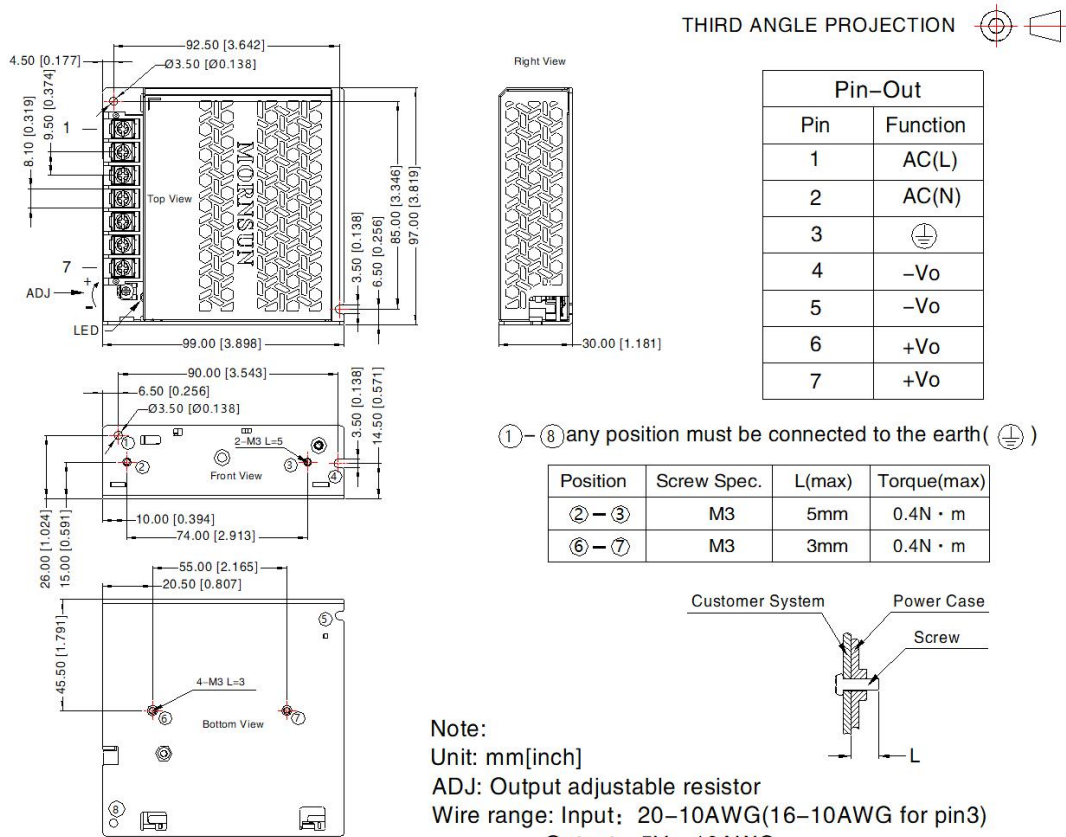 THIRD ANGLE PROJECTION
92.50 [3.642]
4.50 [0.177]
Ø3.50 [Ø0.138]
8.10 [0.319]
9.50 [0.374]
1
7
+
-
ADJ
LED
Top View
MORNSUN
3.50 [0.138]
6.50 [0.256]
85.00 [3.346]
97.00 [3.819]
99.00 [3.898]
Right View
30.00 [1.181]
Pin–Out
Pin Function
1 AC(L)
2 AC(N)
3
4 –Vo
5 –Vo
6 +Vo
7 +Vo
90.00 [3.543]
6.50 [0.256]
Ø3.50 [Ø0.138]
3.50 [0.138]
14.50 [0.571]
①
②
2–M3 L=5
③
④
Front View
26.00 [1.024]
15.00 [0.591]
10.00 [0.394]
74.00 [2.913]
①–⑧any position must be connected to the earth( )
Position Screw Spec. L(max) Torque(max)
②–③ M3 5mm 0.4N·m
⑥–⑦ M3 3mm 0.4N·m
55.00 [2.165]
20.50 [0.807]
45.50 [1.791]
⑤
4–M3 L=3
⑥
⑦
Bottom View
⑧
Customer System
Power Case
Screw
L
Note:
Unit: mm[inch]
ADJ: Output adjustable resistor
Wire range: Input: 20–10AWG(16–10AWG for pin3)